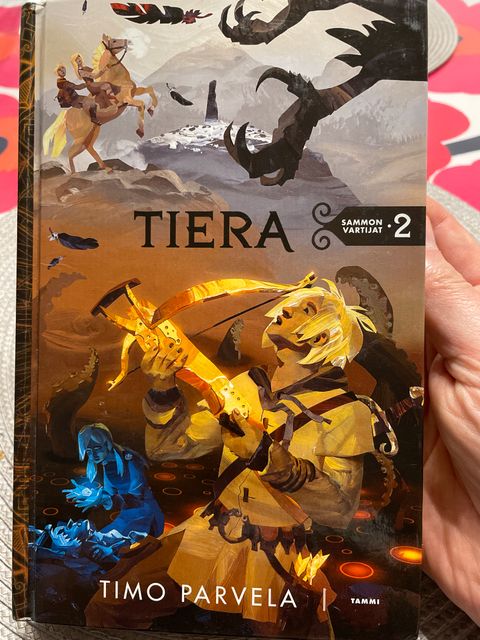 TIERA
SAMMON
VARTIJAT
·2
TIMO PARVELA
TAMMI